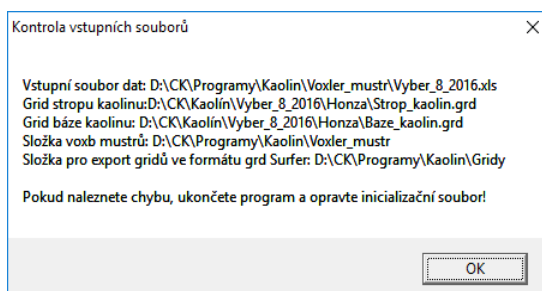 Kontrola vstupních souborů
Vstupní soubor dat: D:\CK\Programy\Kaolin\Voxler_mustr\Vyber_8_2016.xls
Grid stropu kaolinu:D:\CK\Kaolín\Vyber_8_2016\Honza\Strop_kaolin.grd
Grid báze kaolinu: D:\CK\Kaolín\Vyber_8_2016\Honza\Baze_kaolin.grd
Složka voxb mustrů: D:\CK\Programy\Kaolin\Voxler_mustr
Složka pro export gridů ve formátu grd Surfer: D:\CK\Programy\Kaolin\Gridy
Pokud naleznete chybu, ukončete program a opravte inicializační soubor!
OK